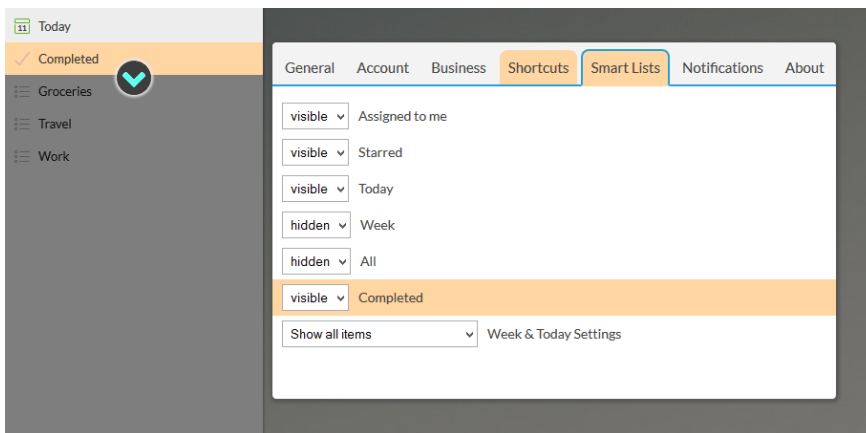 11 Today
Completed
Groceries
Travel
Work
General Account Business Shortcuts Smart Lists Notifications About
visible Assigned to me
visible Starred
visible Today
hidden Week
hidden All
visible Completed
Show all items Week & Today Settings